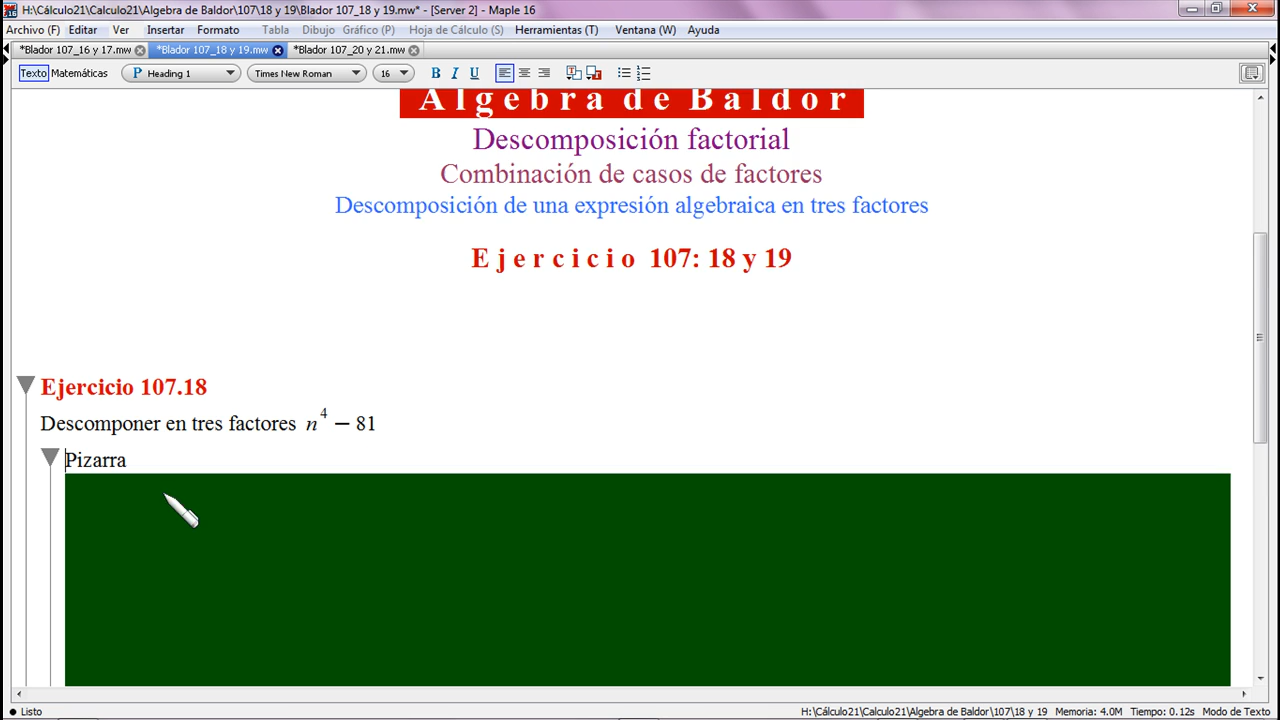 H:\Cálculo21\Calculo21\Algebra de Baldor\107\18 y 19\Blador 107_18 y 19.mw* - [Server 2] - Maple 16
Archivo (F) Editar Ver Insertar Formato Tabla Dibujo Gráfico (P) Hoja de Cálculo (S) Herramientas (T) Ventana (W) Ayuda
*Blador 107_16 y 17.mw *Blador 107_18 y 19.mw *Blador 107_20 y 21.mw
Texto Matemáticas P Heading 1 Times New Roman 16 B I U
A l g e b r a d e B a l d o r
Descomposición factorial
Combinación de casos de factores
Descomposición de una expresión algebraica en tres factores
E j e r c i c i o 107: 18 y 19
Ejercicio 107.18
Descomponer en tres factores n⁴ − 81
Pizarra
Listo H:\Cálculo21\Calculo21\Algebra de Baldor\107\18 y 19 Memoria: 4.0M Tiempo: 0.12s Modo de Texto